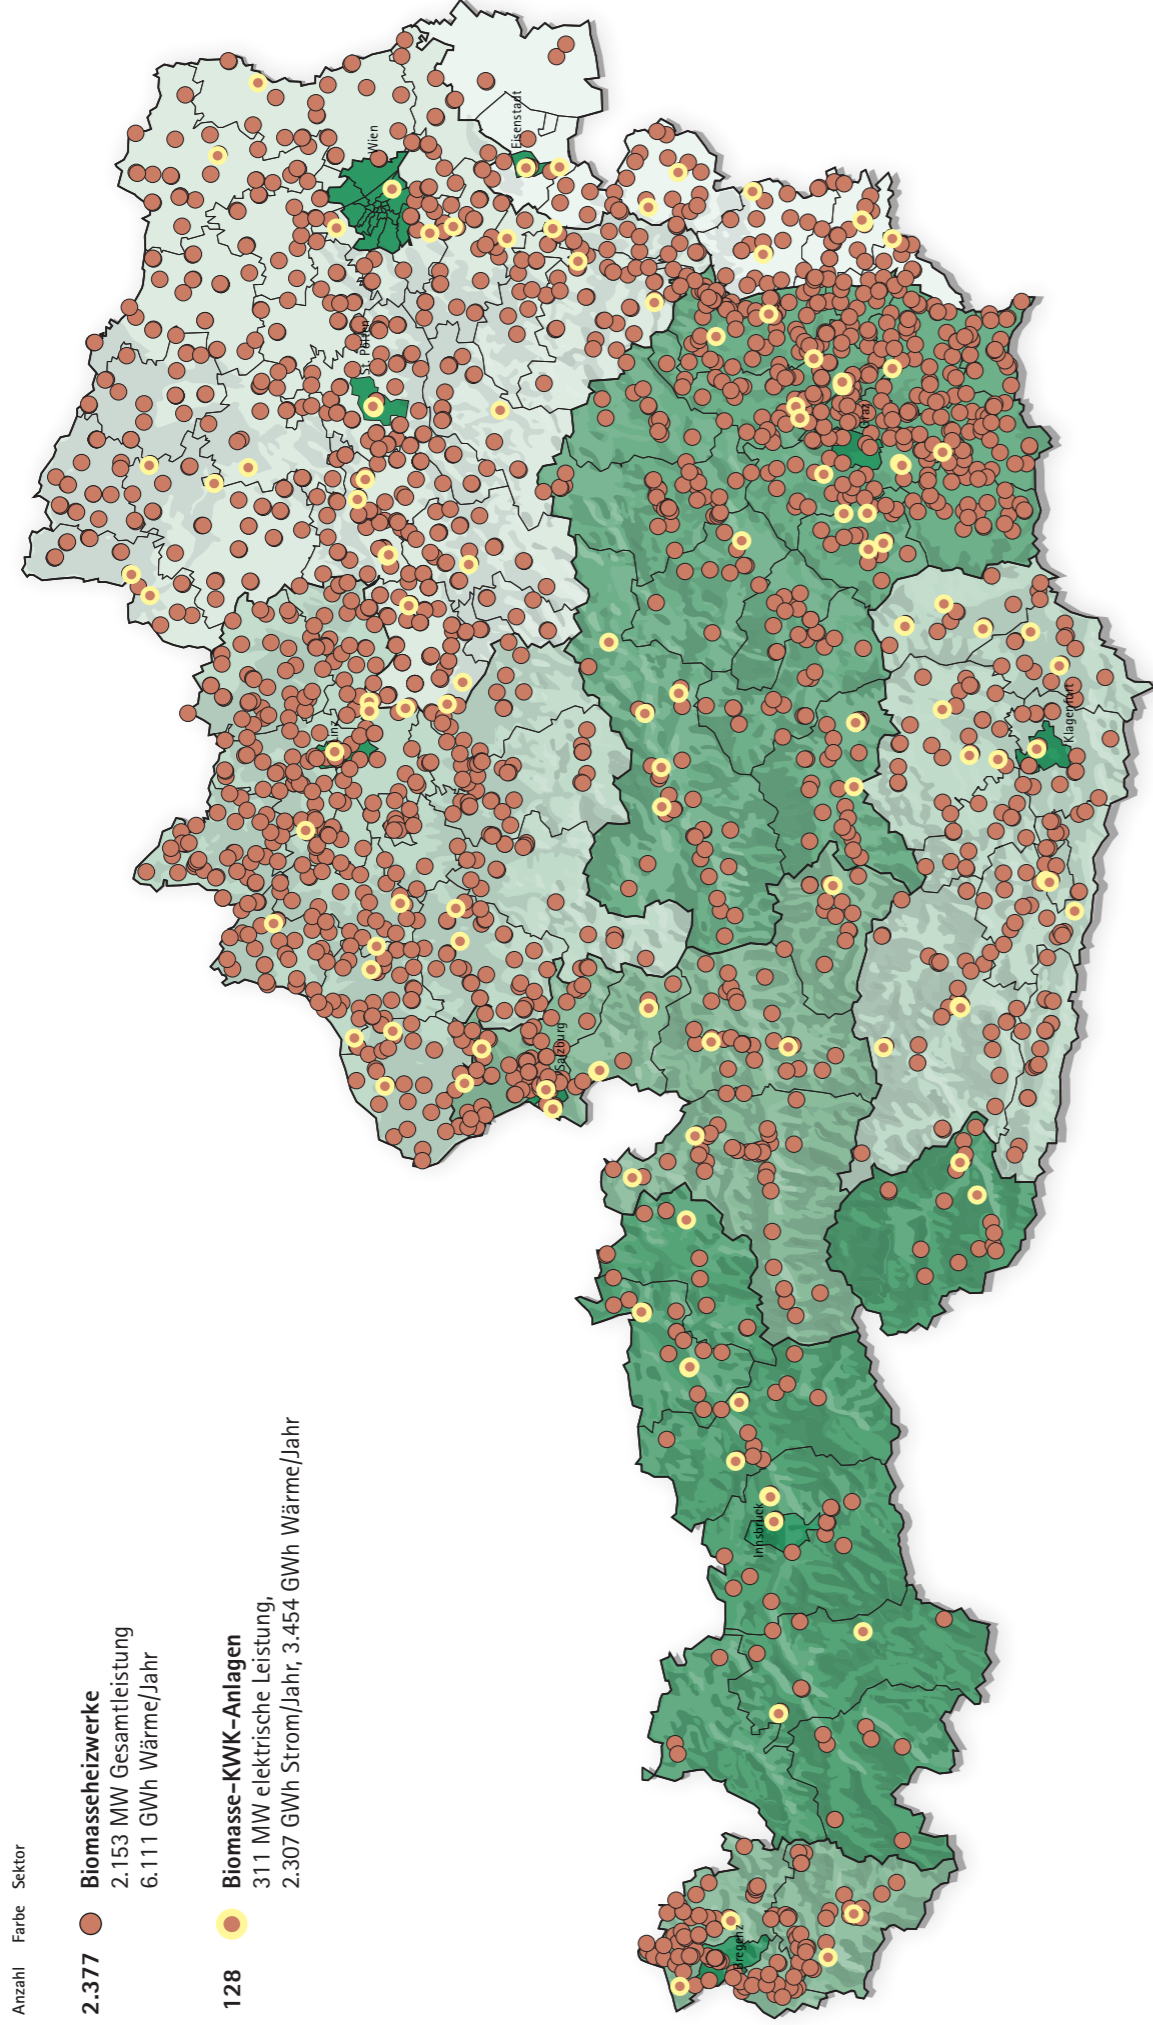 Anzahl Farbe Sektor
2.377 Biomasseheizwerke
2.153 MW Gesamtleistung
6.111 GWh Wärme/Jahr
128 Biomasse-KWK-Anlagen
311 MW elektrische Leistung,
2.307 GWh Strom/Jahr, 3.454 GWh Wärme/Jahr
Bregenz
Innsbruck
Salzburg
Linz
Klagenfurt
St. Pölten
Graz
Wien
Eisenstadt